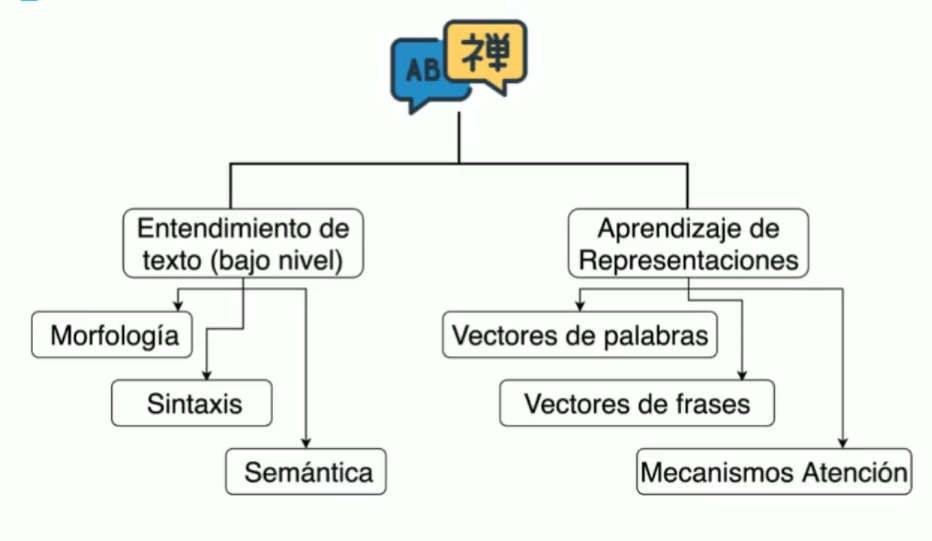 AB
禅
Entendimiento de
texto (bajo nivel)
Morfología
Sintaxis
Semántica
Aprendizaje de
Representaciones
Vectores de palabras
Vectores de frases
Mecanismos Atención